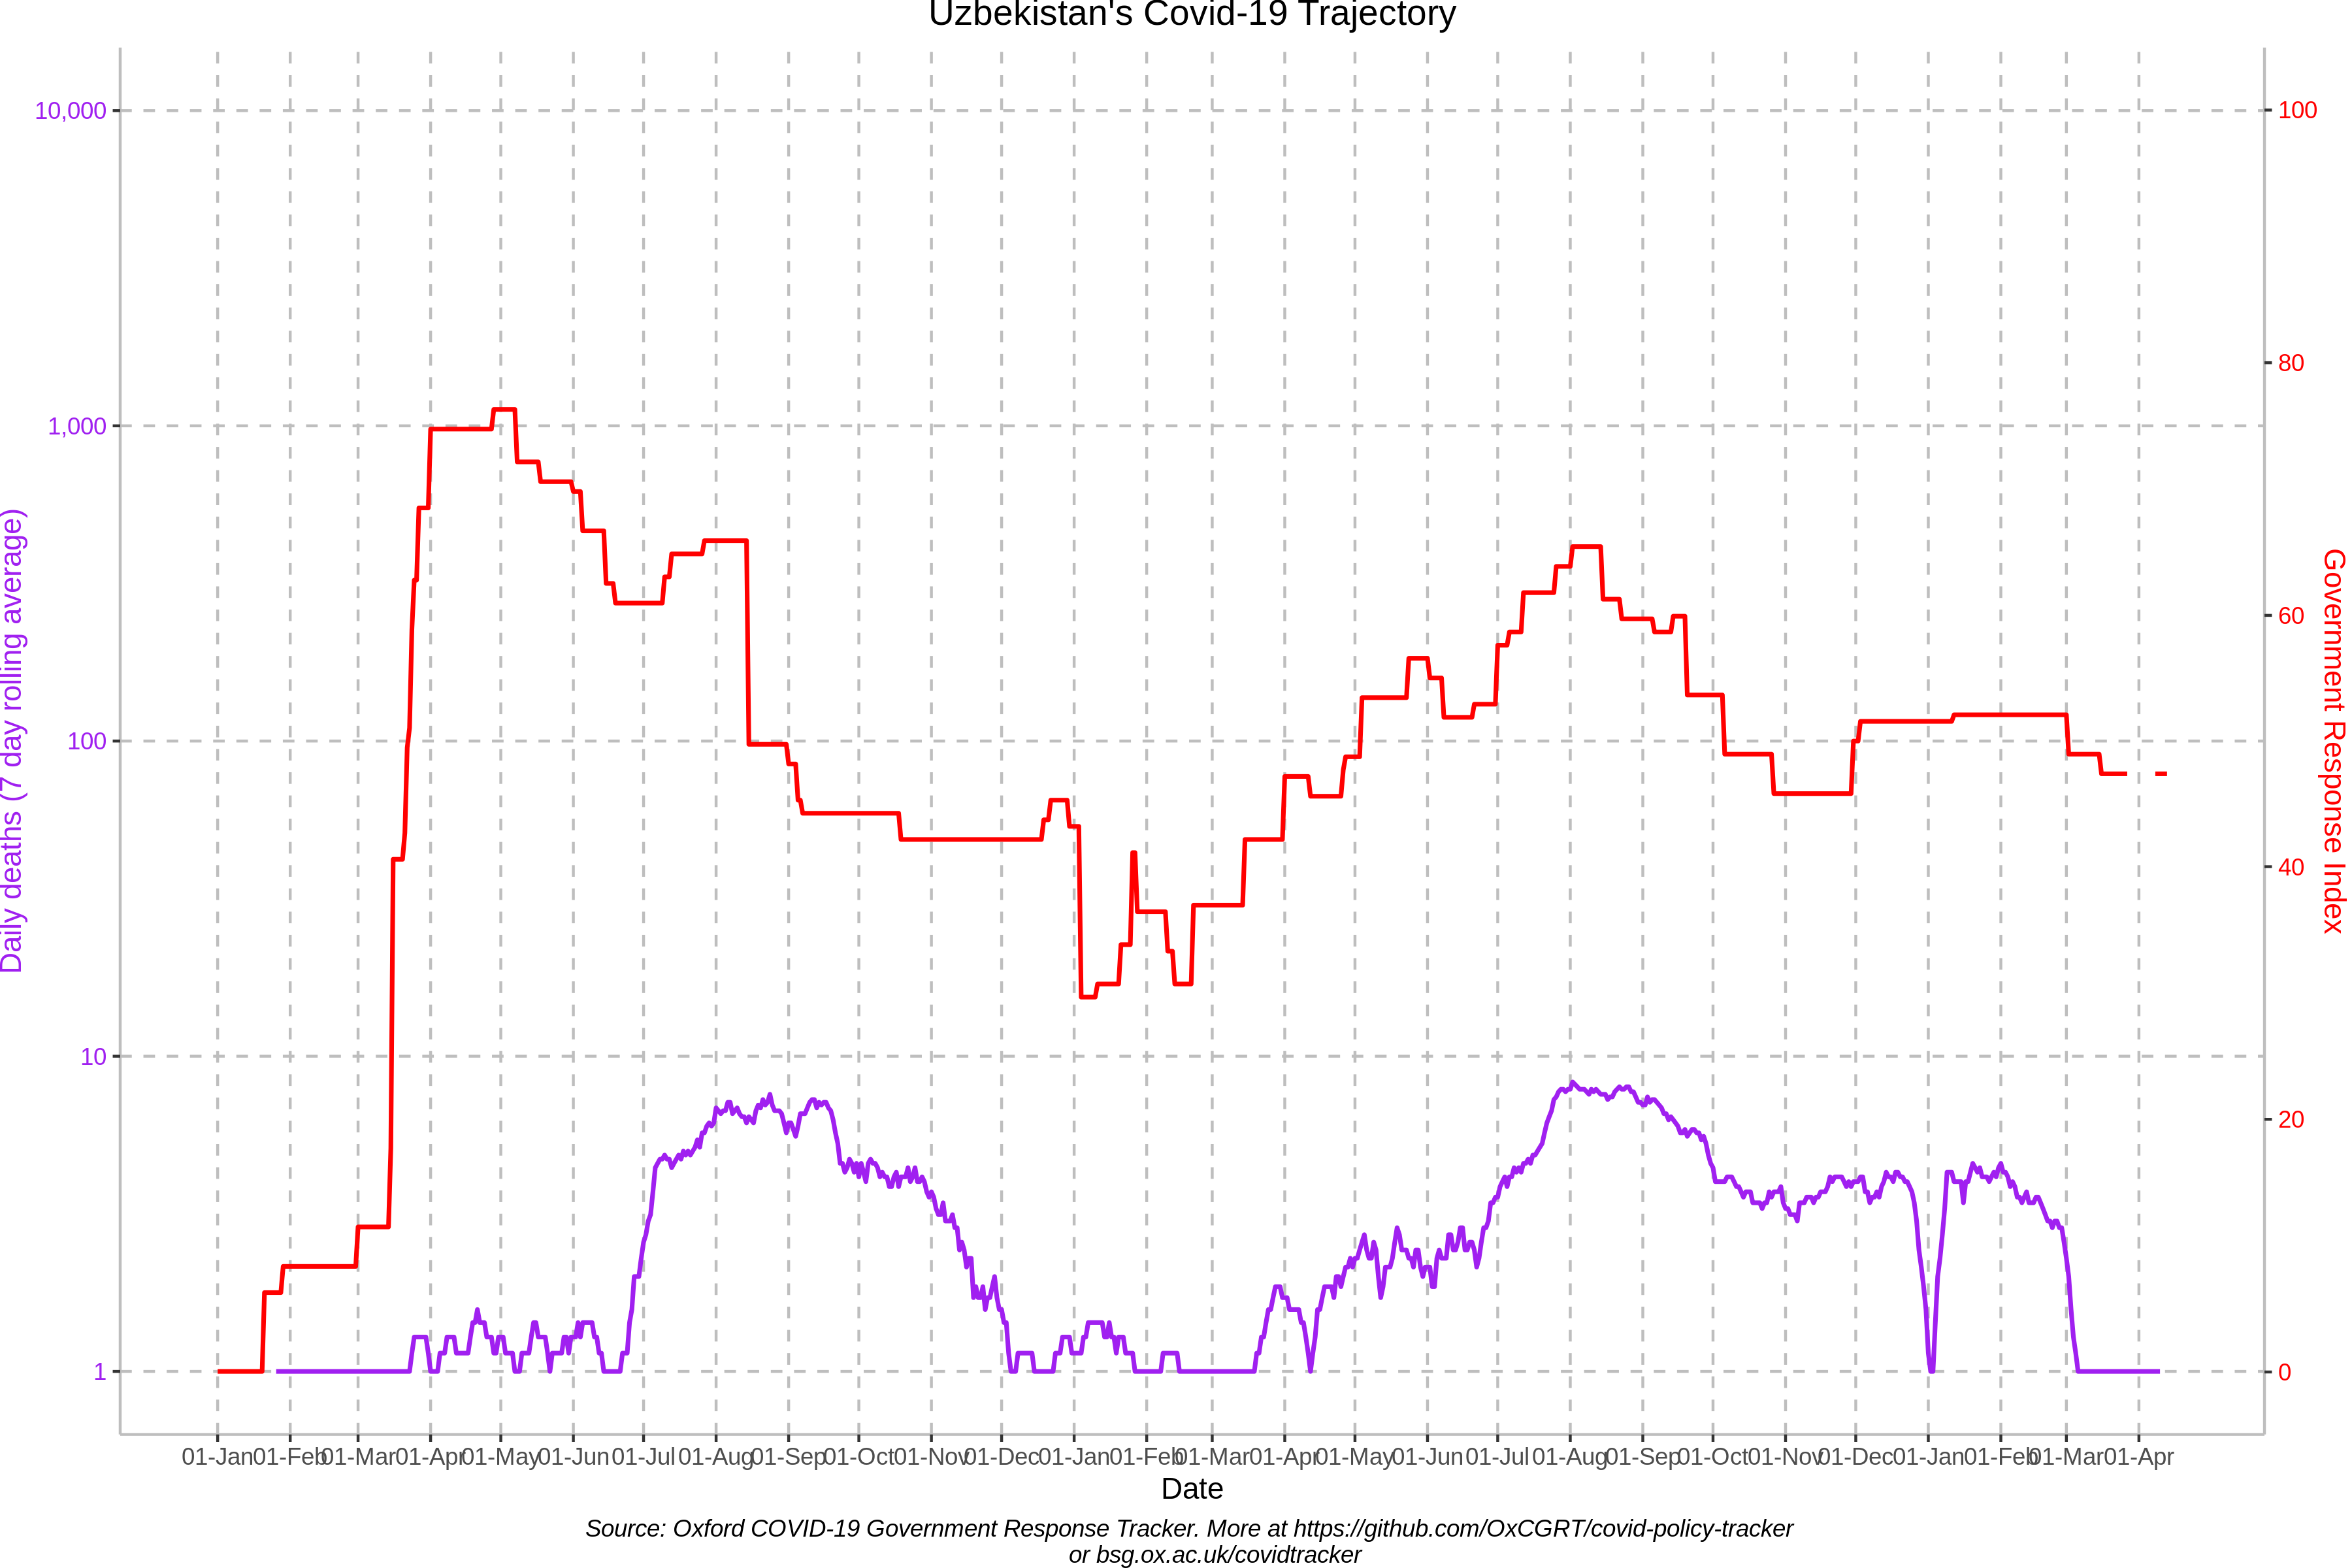 Uzbekistan's Covid-19 Trajectory
10,000
1,000
100
10
1
Daily deaths (7 day rolling average)
100
80
60
40
20
0
Government Response Index
01-Jan 01-Feb 01-Mar 01-Apr 01-May 01-Jun 01-Jul 01-Aug 01-Sep 01-Oct 01-Nov 01-Dec 01-Jan 01-Feb 01-Mar 01-Apr 01-May 01-Jun 01-Jul 01-Aug 01-Sep 01-Oct 01-Nov 01-Dec 01-Jan 01-Feb 01-Mar 01-Apr
Date
Source: Oxford COVID-19 Government Response Tracker. More at https://github.com/OxCGRT/covid-policy-tracker
or bsg.ox.ac.uk/covidtracker